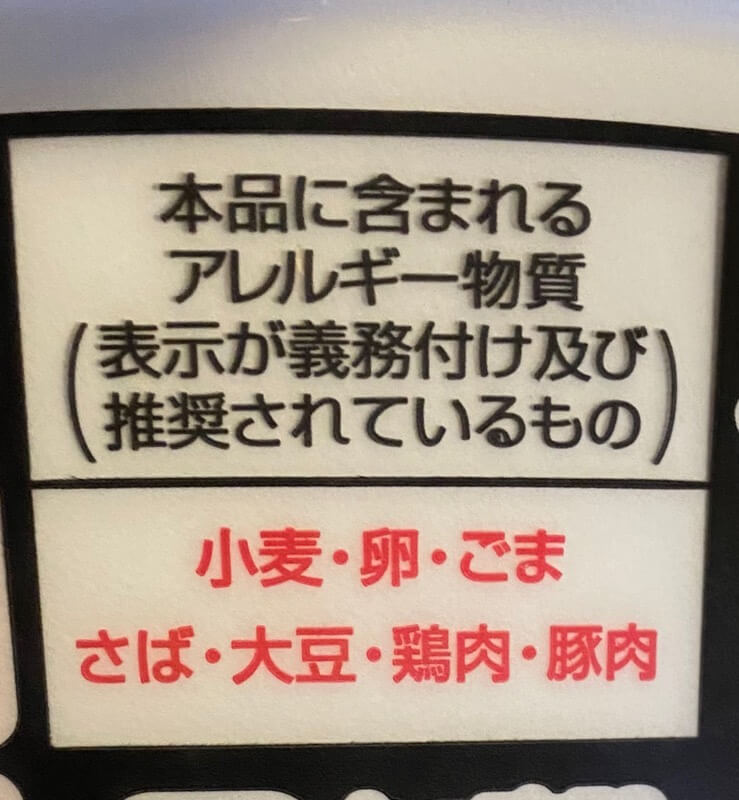 本品に含まれる
アレルギー物質
(表示が義務付け及び
推奨されているもの)
小麦・卵・ごま
さば・大豆・鶏肉・豚肉